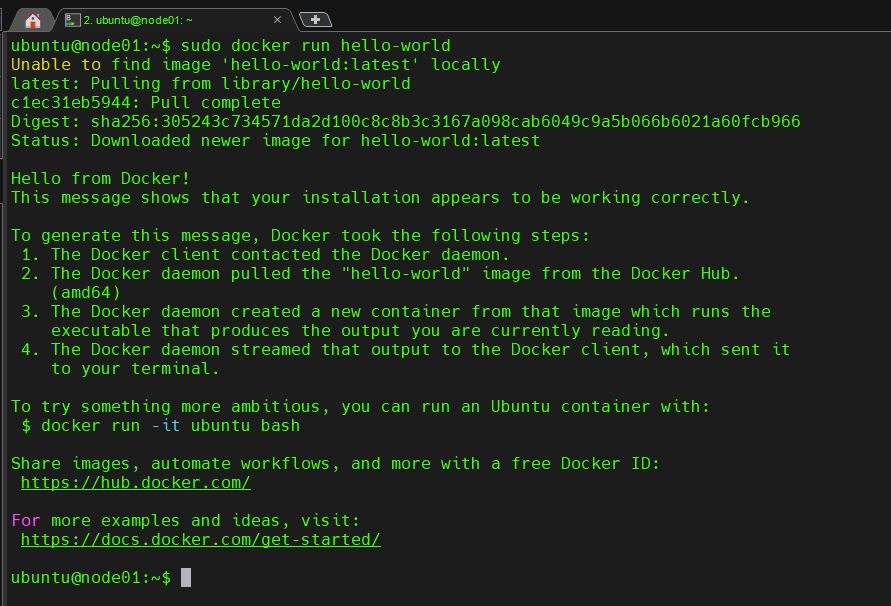 2. ubuntu@node01: ~
ubuntu@node01:~$ sudo docker run hello-world
Unable to find image 'hello-world:latest' locally
latest: Pulling from library/hello-world
c1ec31eb5944: Pull complete
Digest: sha256:305243c734571da2d100c8c8b3c3167a098cab6049c9a5b066b6021a60fcb966
Status: Downloaded newer image for hello-world:latest
Hello from Docker!
This message shows that your installation appears to be working correctly.
To generate this message, Docker took the following steps:
1. The Docker client contacted the Docker daemon.
2. The Docker daemon pulled the "hello-world" image from the Docker Hub.
(amd64)
3. The Docker daemon created a new container from that image which runs the
executable that produces the output you are currently reading.
4. The Docker daemon streamed that output to the Docker client, which sent it
to your terminal.
To try something more ambitious, you can run an Ubuntu container with:
$ docker run -it ubuntu bash
Share images, automate workflows, and more with a free Docker ID:
https://hub.docker.com/
For more examples and ideas, visit:
https://docs.docker.com/get-started/
ubuntu@node01:~$